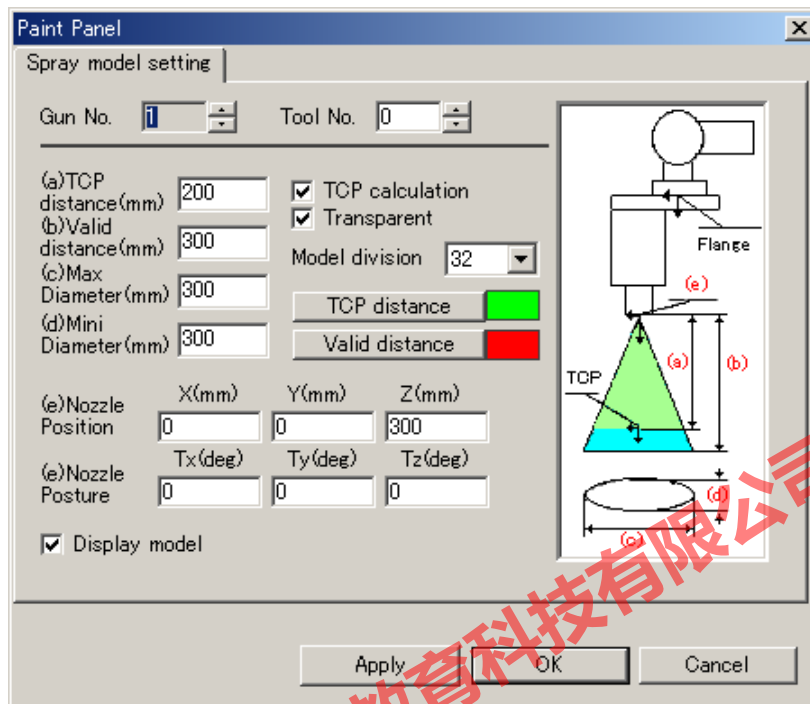 Paint Panel
Spray model setting
Gun No. 1 Tool No. 0
(a)TCP distance(mm) 200
(b)Valid distance(mm) 300
(c)Max Diameter(mm) 300
(d)Mini Diameter(mm) 300
TCP calculation
Transparent
Model division 32
TCP distance
Valid distance
X(mm) Y(mm) Z(mm)
(e)Nozzle Position 0 0 300
Tx(deg) Ty(deg) Tz(deg)
(e)Nozzle Posture 0 0 0
Display model
Flange
(e)
(a)
(b)
TCP
(d)
(c)
Apply OK Cancel
教育科技有限公司